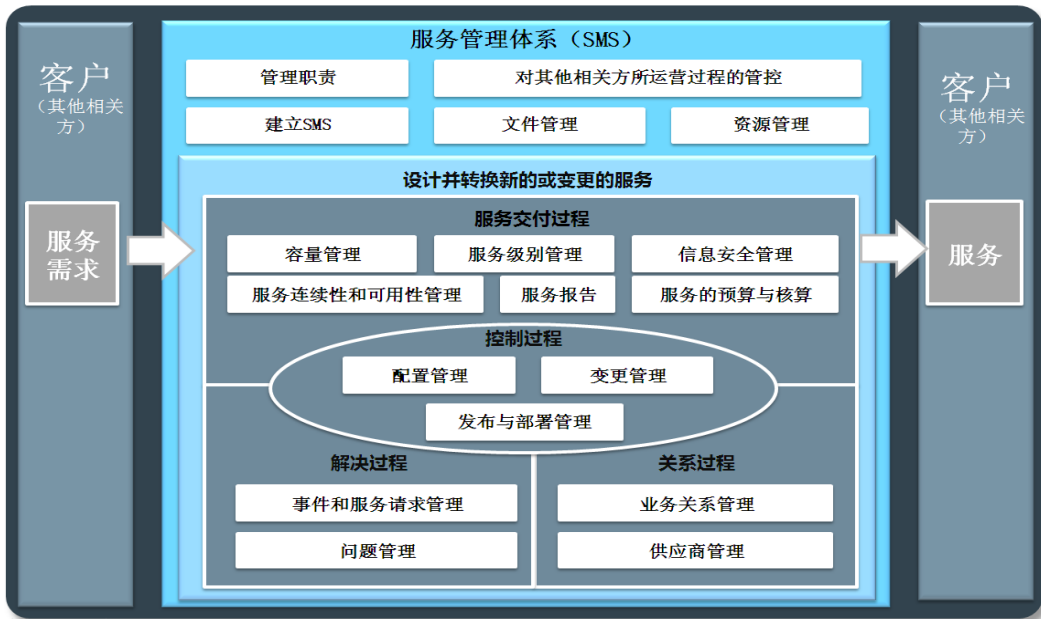 服务管理体系（SMS）
客户
（其他相关
方）
服务
需求
管理职责
对其他相关方所运营过程的管控
建立SMS
文件管理
资源管理
设计并转换新的或变更的服务
服务交付过程
容量管理
服务级别管理
信息安全管理
服务连续性和可用性管理
服务报告
服务的预算与核算
控制过程
配置管理
变更管理
发布与部署管理
解决过程
事件和服务请求管理
问题管理
关系过程
业务关系管理
供应商管理
客户
（其他相关
方）
服务